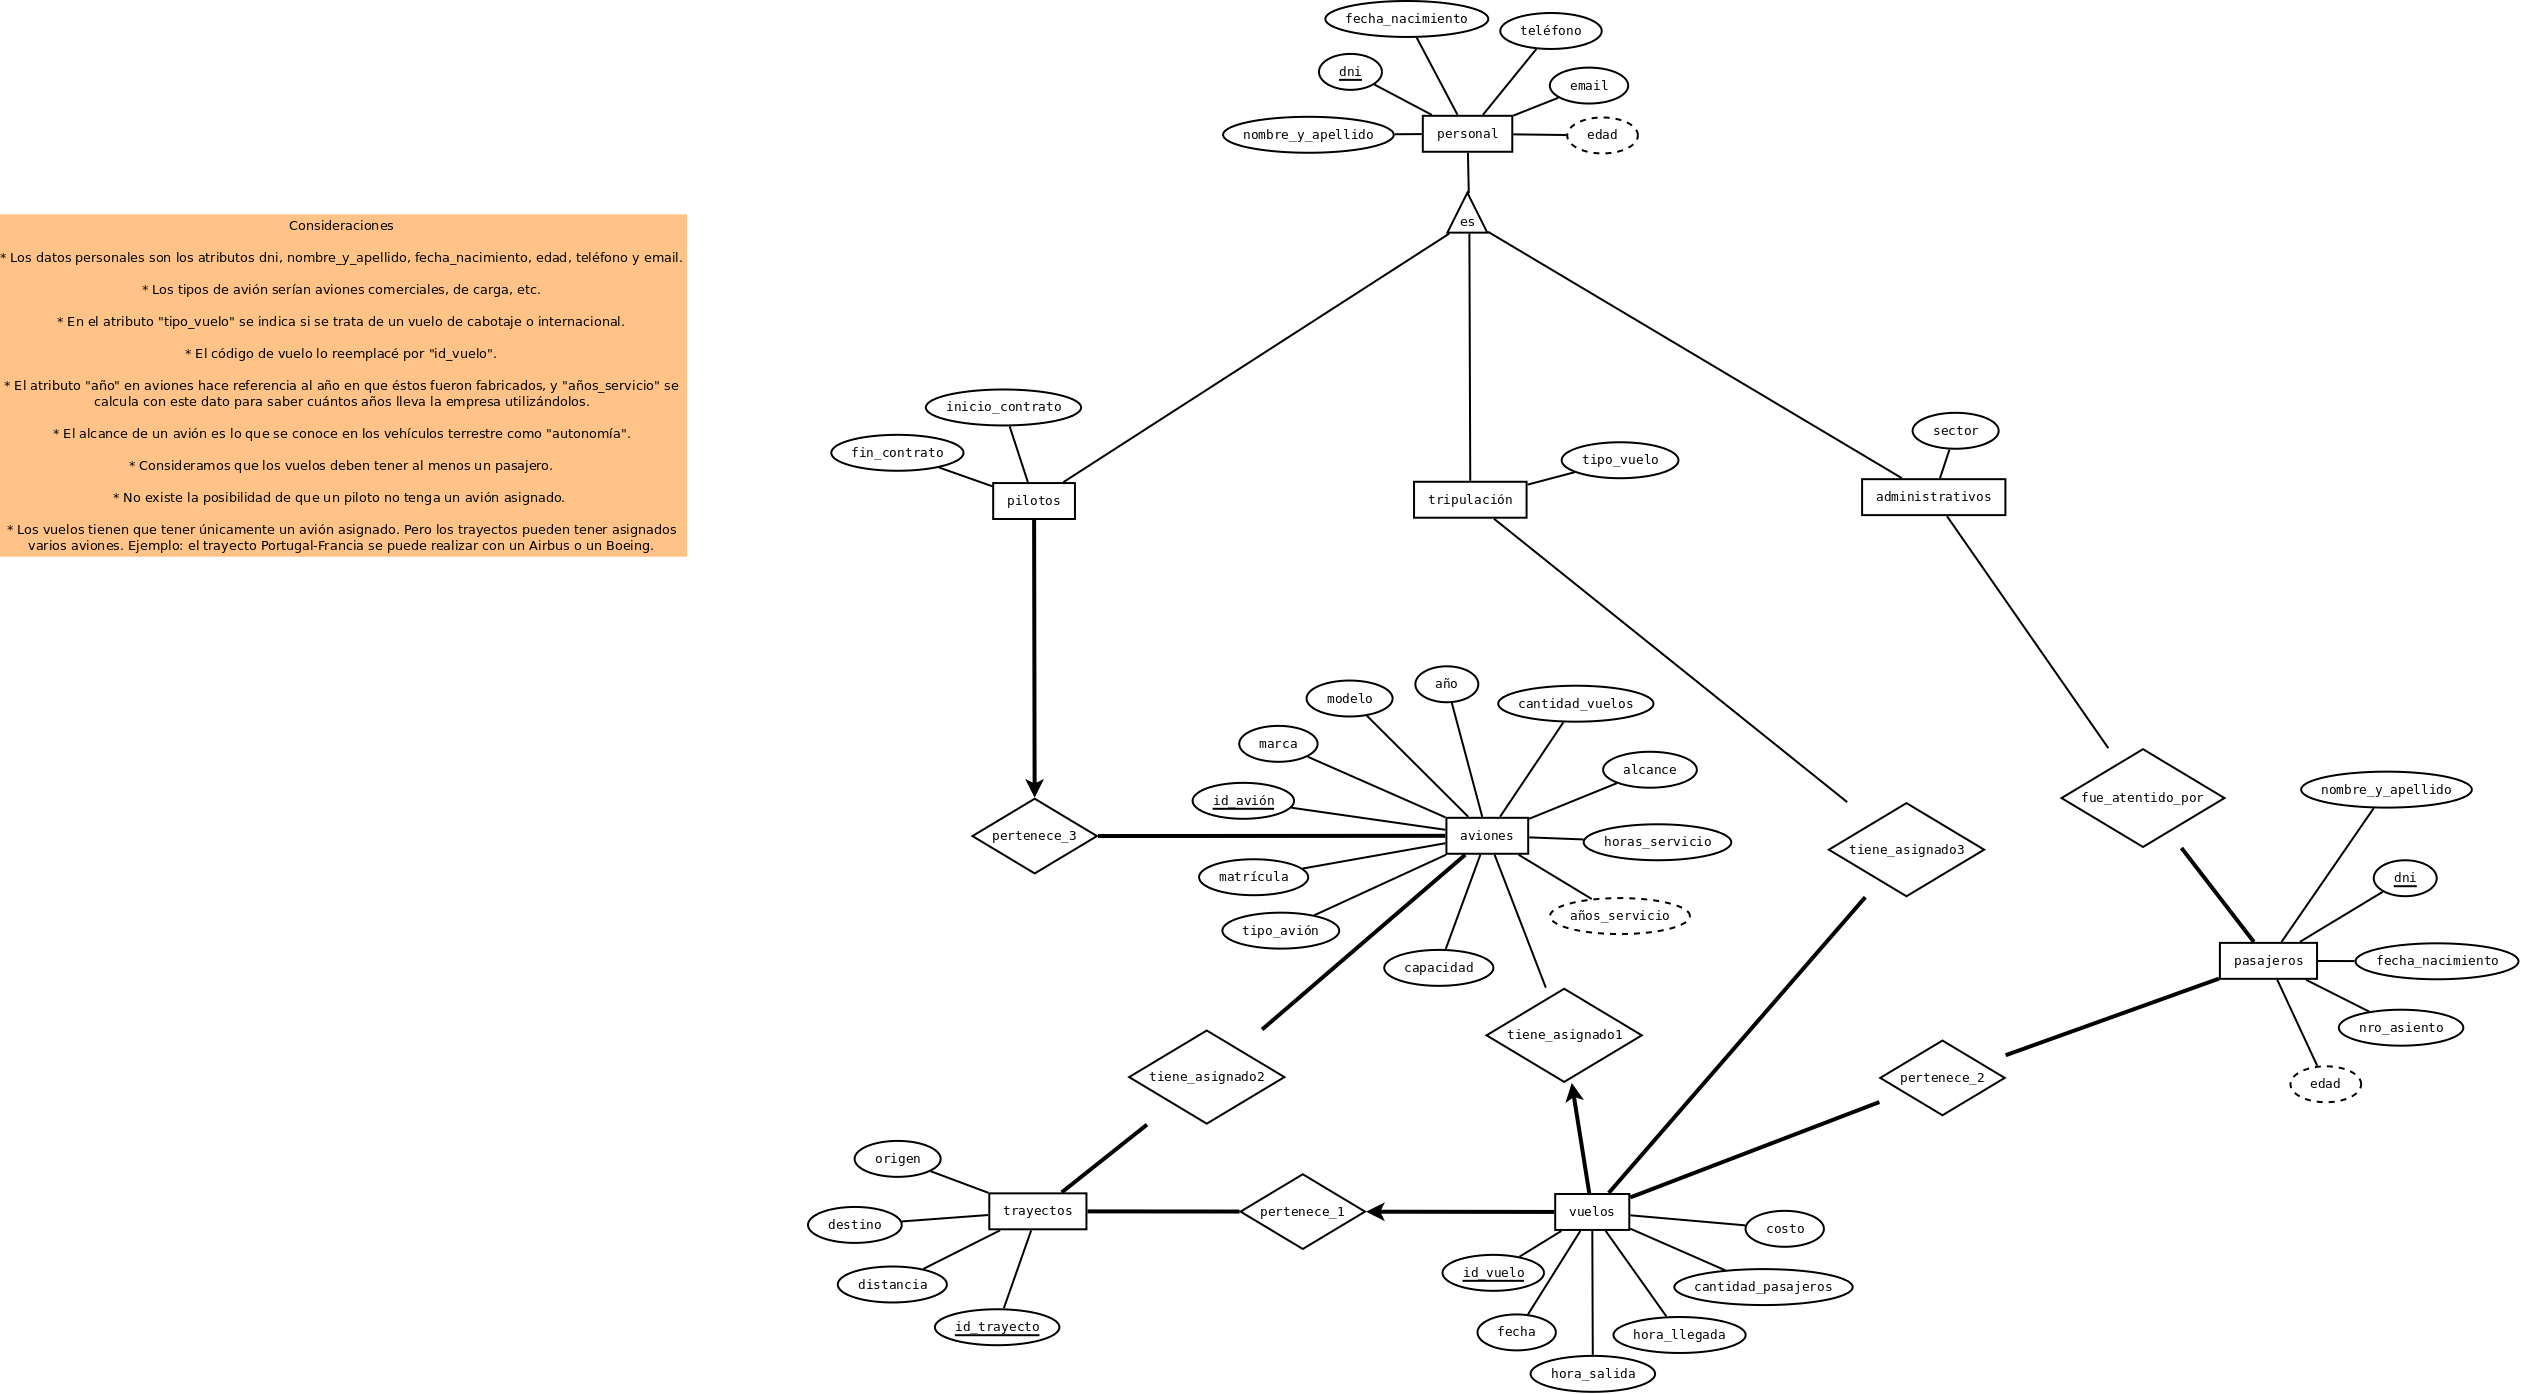 fecha_nacimiento
teléfono
dni
email
nombre_y_apellido
personal
edad
es
Consideraciones
* Los datos personales son los atributos dni, nombre_y_apellido, fecha_nacimiento, edad, teléfono y email.
* Los tipos de avión serían aviones comerciales, de carga, etc.
* En el atributo "tipo_vuelo" se indica si se trata de un vuelo de cabotaje o internacional.
* El código de vuelo lo reemplacé por "id_vuelo".
* El atributo "año" en aviones hace referencia al año en que éstos fueron fabricados, y "años_servicio" se
calcula con este dato para saber cuántos años lleva la empresa utilizándolos.
* El alcance de un avión es lo que se conoce en los vehículos terrestre como "autonomía".
* Consideramos que los vuelos deben tener al menos un pasajero.
* No existe la posibilidad de que un piloto no tenga un avión asignado.
* Los vuelos tienen que tener únicamente un avión asignado. Pero los trayectos pueden tener asignados
varios aviones. Ejemplo: el trayecto Portugal-Francia se puede realizar con un Airbus o un Boeing.
inicio_contrato
fin_contrato
pilotos
tipo_vuelo
tripulación
sector
administrativos
año
modelo
cantidad_vuelos
marca
alcance
id_avión
pertenece_3
aviones
horas_servicio
matrícula
tipo_avión
años_servicio
capacidad
tiene_asignado3
fue_atentido_por
nombre_y_apellido
dni
pasajeros
fecha_nacimiento
nro_asiento
edad
tiene_asignado1
tiene_asignado2
pertenece_2
origen
destino
trayectos
pertenece_1
vuelos
distancia
id_trayecto
costo
id_vuelo
cantidad_pasajeros
fecha
hora_llegada
hora_salida